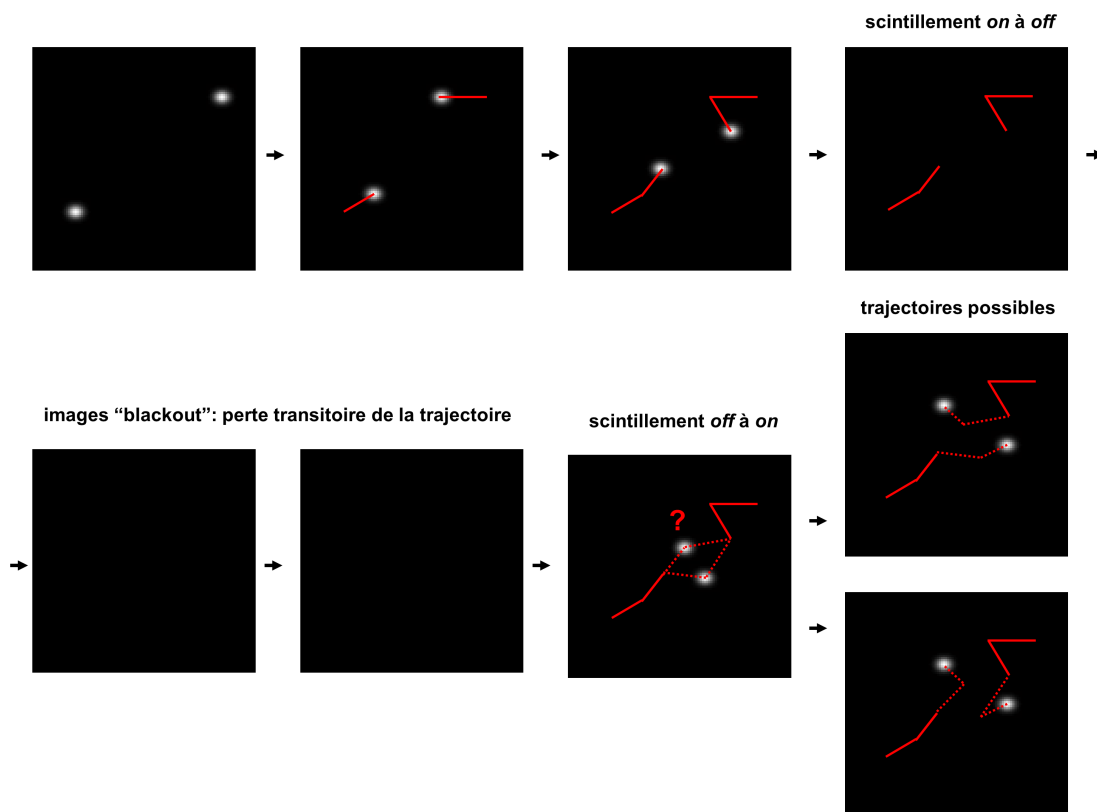 scintillement on à off
trajectoires possibles
images “blackout”: perte transitoire de la trajectoire
scintillement off à on
?